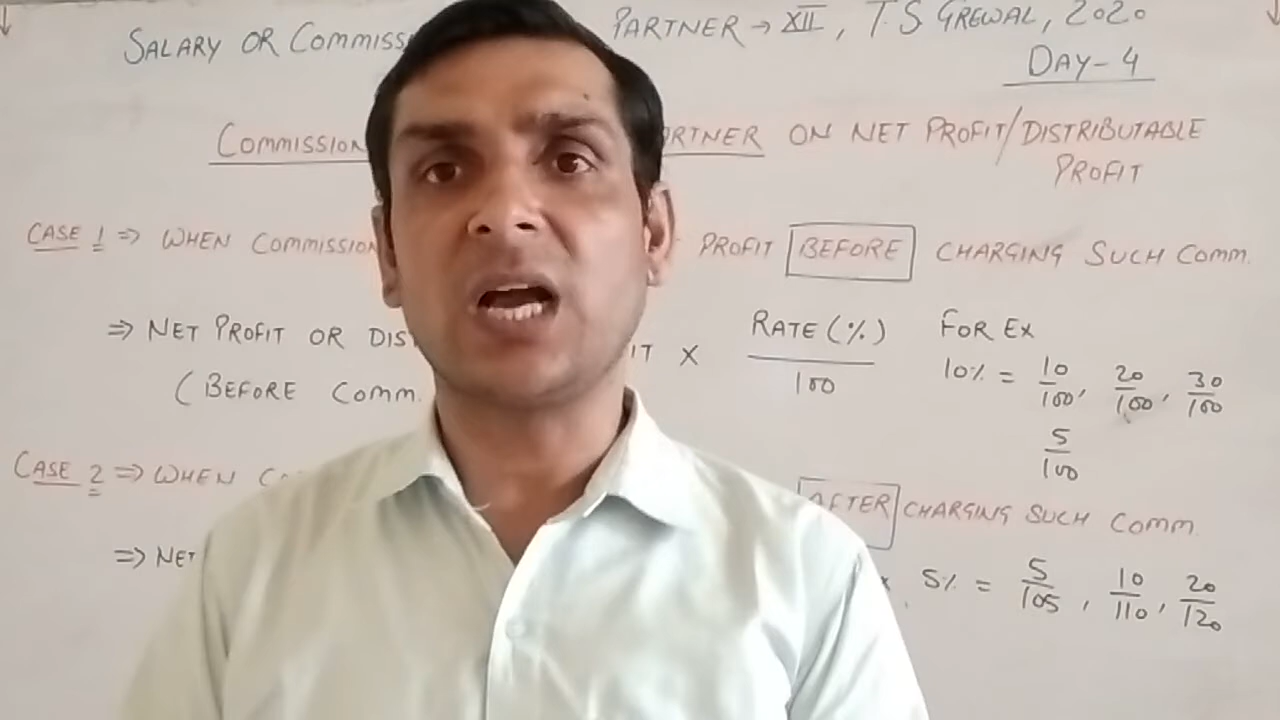 SALARY OR COMMISS PARTNER → XII, T.S GREWAL, 2020
DAY-4
COMMISSION ARTNER ON NET PROFIT/DISTRIBUTABLE
PROFIT
CASE 1 ⇒ WHEN COMMISSION PROFIT BEFORE CHARGING SUCH COMM.
⇒ NET PROFIT OR DIS IT × RATE (%)/100 FOR EX
(BEFORE COMM. 10% = 10/100, 20/100, 30/100
5/100
CASE 2 ⇒ WHEN AFTER CHARGING SUCH COMM.
⇒ NET 5% = 5/105, 10/110, 20/120